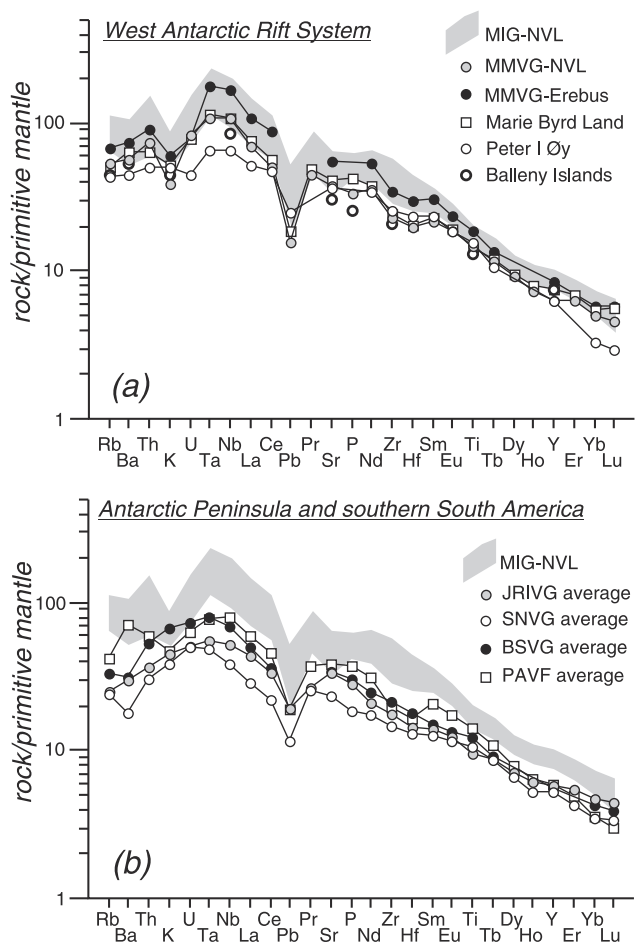 West Antarctic Rift System
MIG-NVL
MMVG-NVL
MMVG-Erebus
Marie Byrd Land
Peter I Øy
Balleny Islands
rock/primitive mantle
100
10
1
(a)
Rb Th U Nb Ce Pr P Zr Sm Ti Dy Y Yb
Ba K Ta La Pb Sr Nd Hf Eu Tb Ho Er Lu
Antarctic Peninsula and southern South America
MIG-NVL
JRIVG average
SNVG average
BSVG average
PAVF average
rock/primitive mantle
100
10
1
(b)
Rb Th U Nb Ce Pr P Zr Sm Ti Dy Y Yb
Ba K Ta La Pb Sr Nd Hf Eu Tb Ho Er Lu